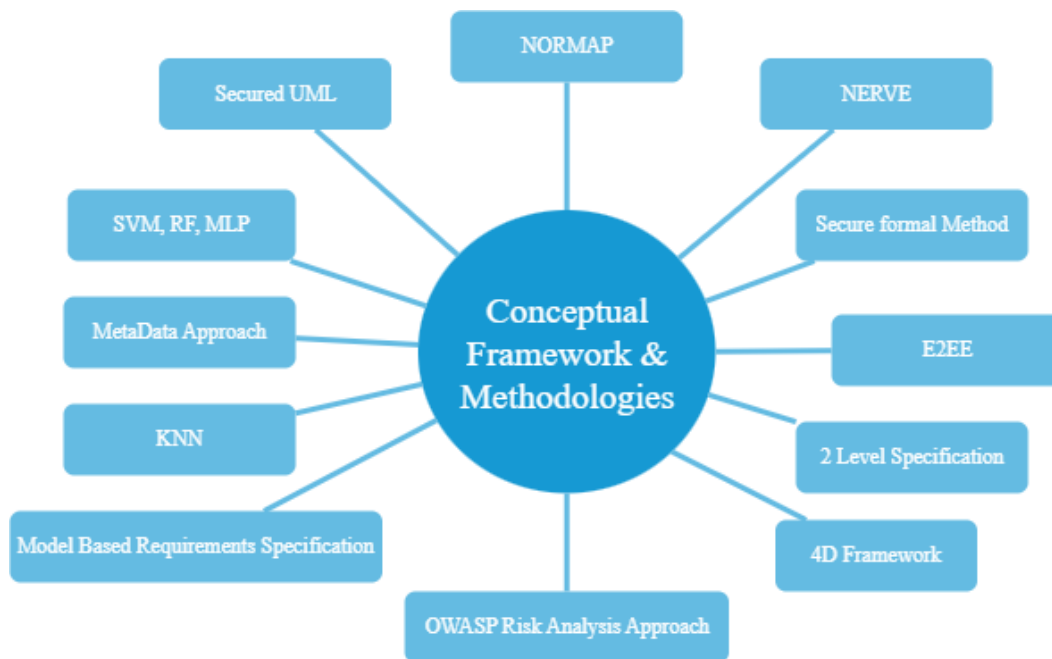 NORMAP
Secured UML
NERVE
SVM, RF, MLP
Secure formal Method
Conceptual
Framework &
Methodologies
MetaData Approach
E2EE
KNN
2 Level Specification
Model Based Requirements Specification
4D Framework
OWASP Risk Analysis Approach